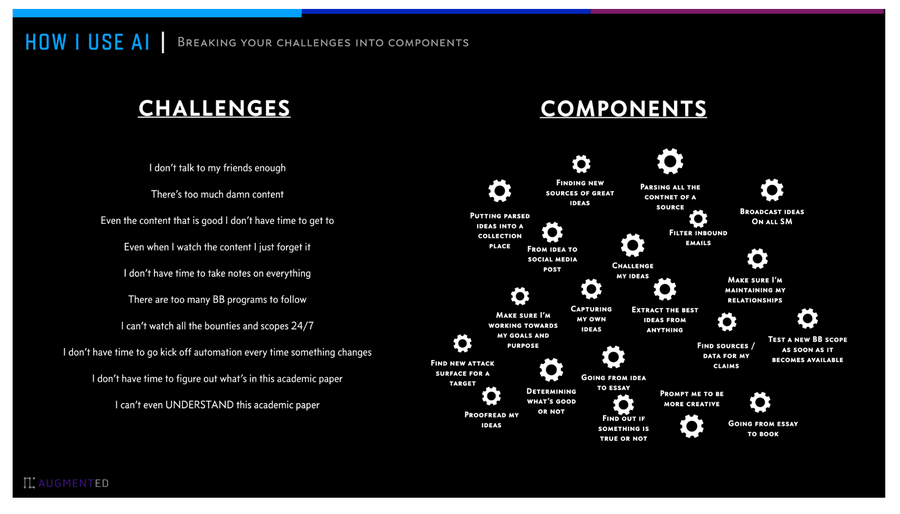 HOW I USE AI | BREAKING YOUR CHALLENGES INTO COMPONENTS
CHALLENGES
I don't talk to my friends enough
There's too much damn content
Even the content that is good I don't have time to get to
Even when I watch the content I just forget it
I don't have time to take notes on everything
There are too many BB programs to follow
I can't watch all the bounties and scopes 24/7
I don't have time to go kick off automation every time something changes
I don't have time to figure out what's in this academic paper
I can't even UNDERSTAND this academic paper
COMPONENTS
FINDING NEW
SOURCES OF GREAT
IDEAS
PARSING ALL THE
CONTNET OF A
SOURCE
BROADCAST IDEAS
ON ALL SM
PUTTING PARSED
IDEAS INTO A
COLLECTION
PLACE
FILTER INBOUND
EMAILS
FROM IDEA TO
SOCIAL MEDIA
POST
CHALLENGE
MY IDEAS
MAKE SURE I'M
MAINTAINING MY
RELATIONSHIPS
MAKE SURE I'M
WORKING TOWARDS
MY GOALS AND
PURPOSE
CAPTURING
MY OWN
IDEAS
EXTRACT THE BEST
IDEAS FROM
ANYTHING
FIND SOURCES /
DATA FOR MY
CLAIMS
TEST A NEW BB SCOPE
AS SOON AS IT
BECOMES AVAILABLE
FIND NEW ATTACK
SURFACE FOR A
TARGET
DETERMINING
WHAT'S GOOD
OR NOT
GOING FROM IDEA
TO ESSAY
PROMPT ME TO BE
MORE CREATIVE
PROOFREAD MY
IDEAS
FIND OUT IF
SOMETHING IS
TRUE OR NOT
GOING FROM ESSAY
TO BOOK
AUGMENTED